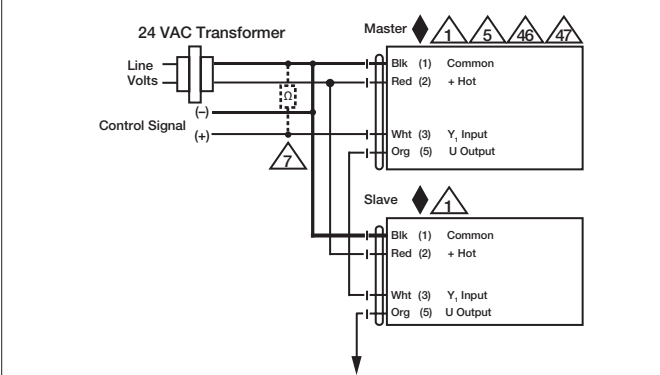 24 VAC Transformer
Master 1 5 46 47
Line
Volts
Blk (1) Common
Red (2) + Hot
Ω
(–)
Control Signal
(+)
Wht (3) Y1 Input
Org (5) U Output
7
Slave 1
Blk (1) Common
Red (2) + Hot
Wht (3) Y1 Input
Org (5) U Output